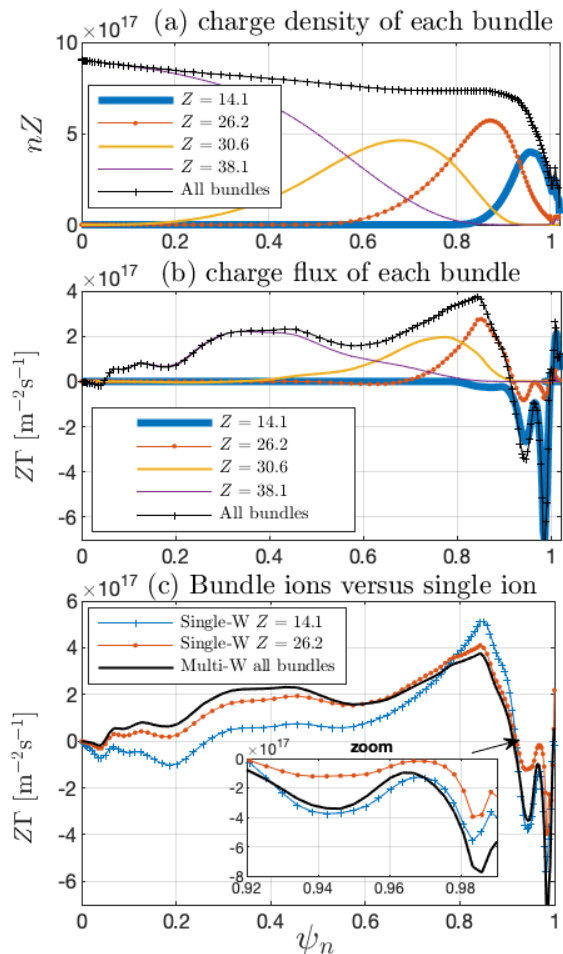 (a) charge density of each bundle
×10^17
10
5
0
nZ
Z = 14.1
Z = 26.2
Z = 30.6
Z = 38.1
All bundles
0 0.2 0.4 0.6 0.8 1
(b) charge flux of each bundle
×10^17
4
2
0
-2
-4
-6
ZΓ [m⁻²s⁻¹]
Z = 14.1
Z = 26.2
Z = 30.6
Z = 38.1
All bundles
0 0.2 0.4 0.6 0.8 1
(c) Bundle ions versus single ion
×10^17
6
4
2
0
-2
-4
-6
ZΓ [m⁻²s⁻¹]
Single-W Z = 14.1
Single-W Z = 26.2
Multi-W all bundles
×10^17
zoom
0
-2
-4
-6
-8
0.92 0.94 0.96 0.98
0 0.2 0.4 0.6 0.8 1
ψₙ